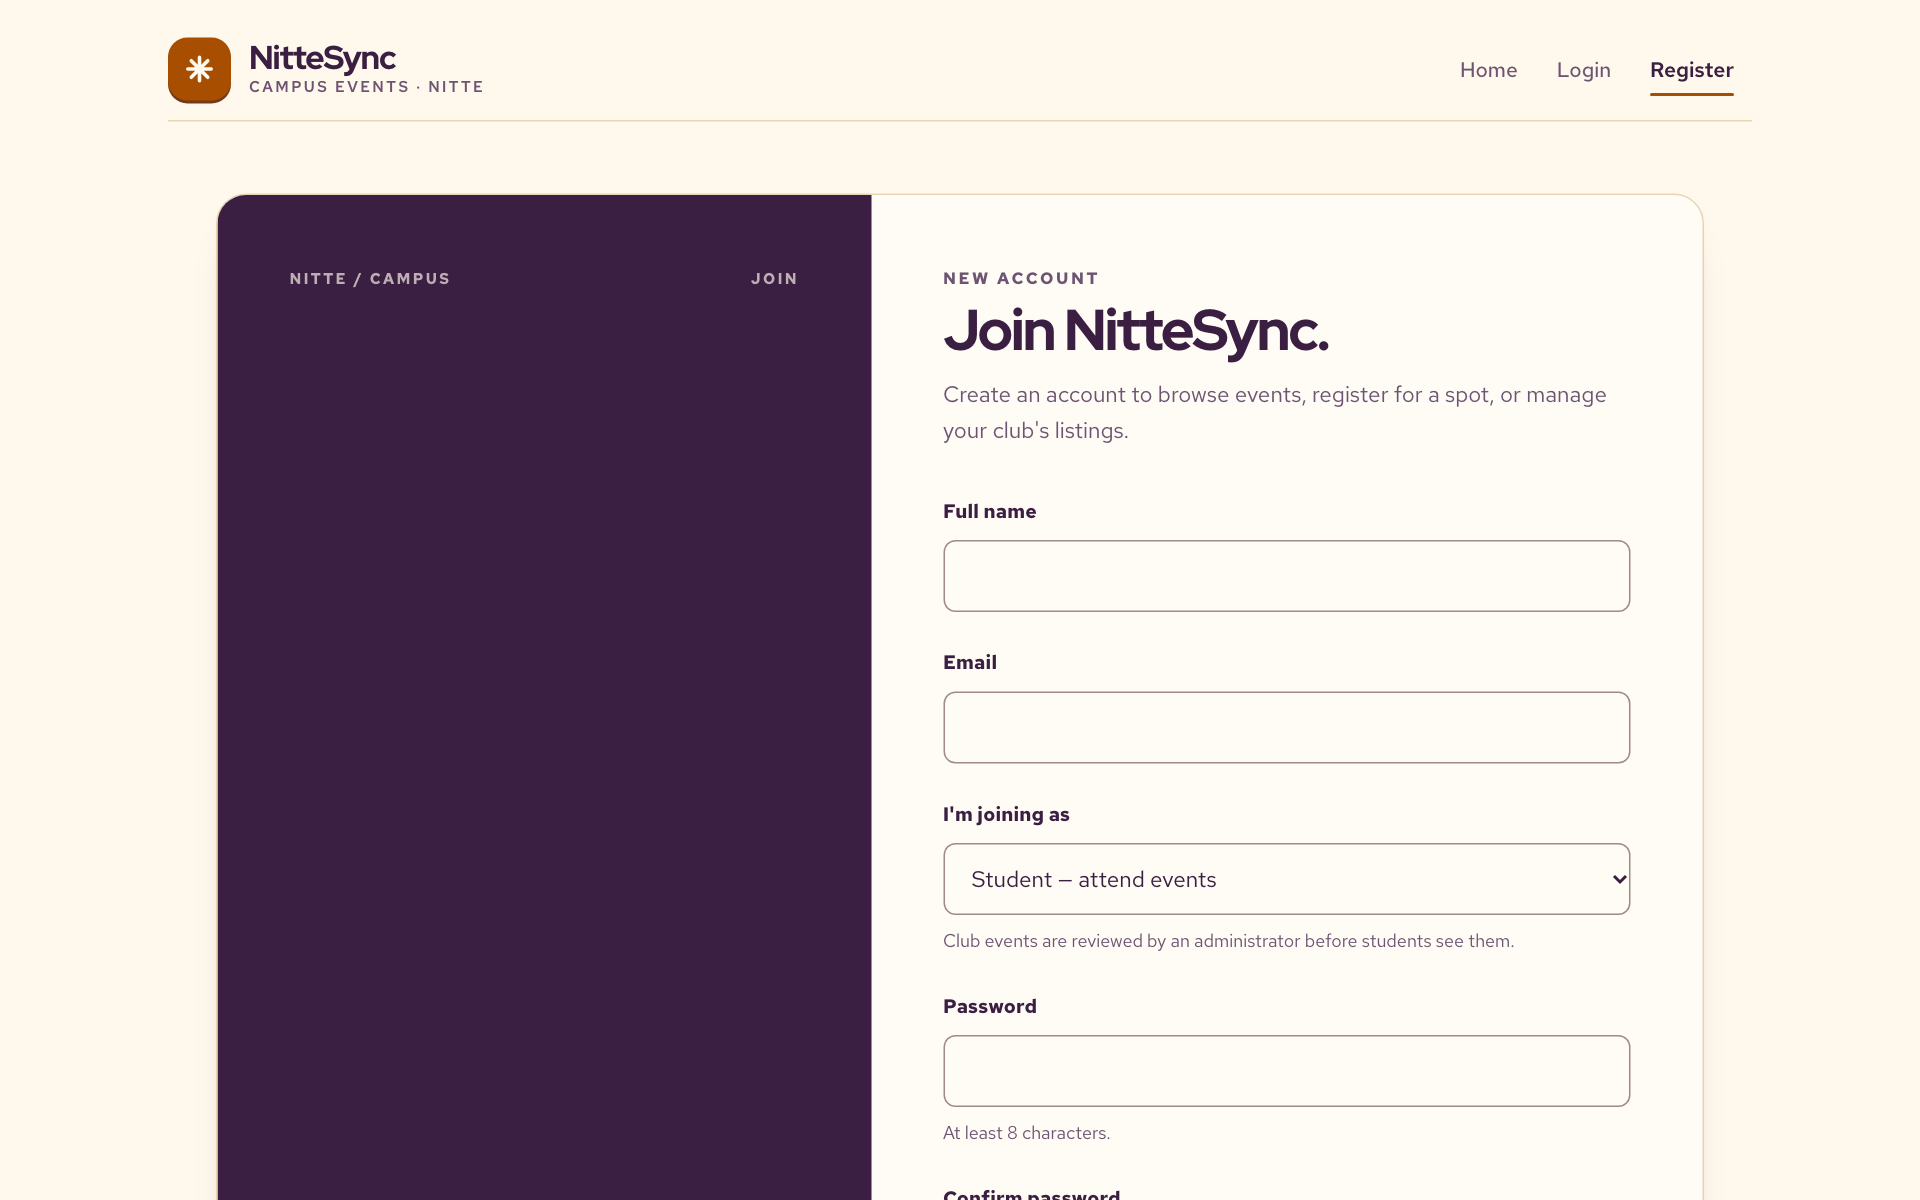 NitteSync
CAMPUS EVENTS · NITTE
Home
Login
Register
NITTE / CAMPUS
JOIN
NEW ACCOUNT
Join NitteSync.
Create an account to browse events, register for a spot, or manage
your club's listings.
Full name
Email
I'm joining as
Student — attend events
Club events are reviewed by an administrator before students see them.
Password
At least 8 characters.
Confirm password